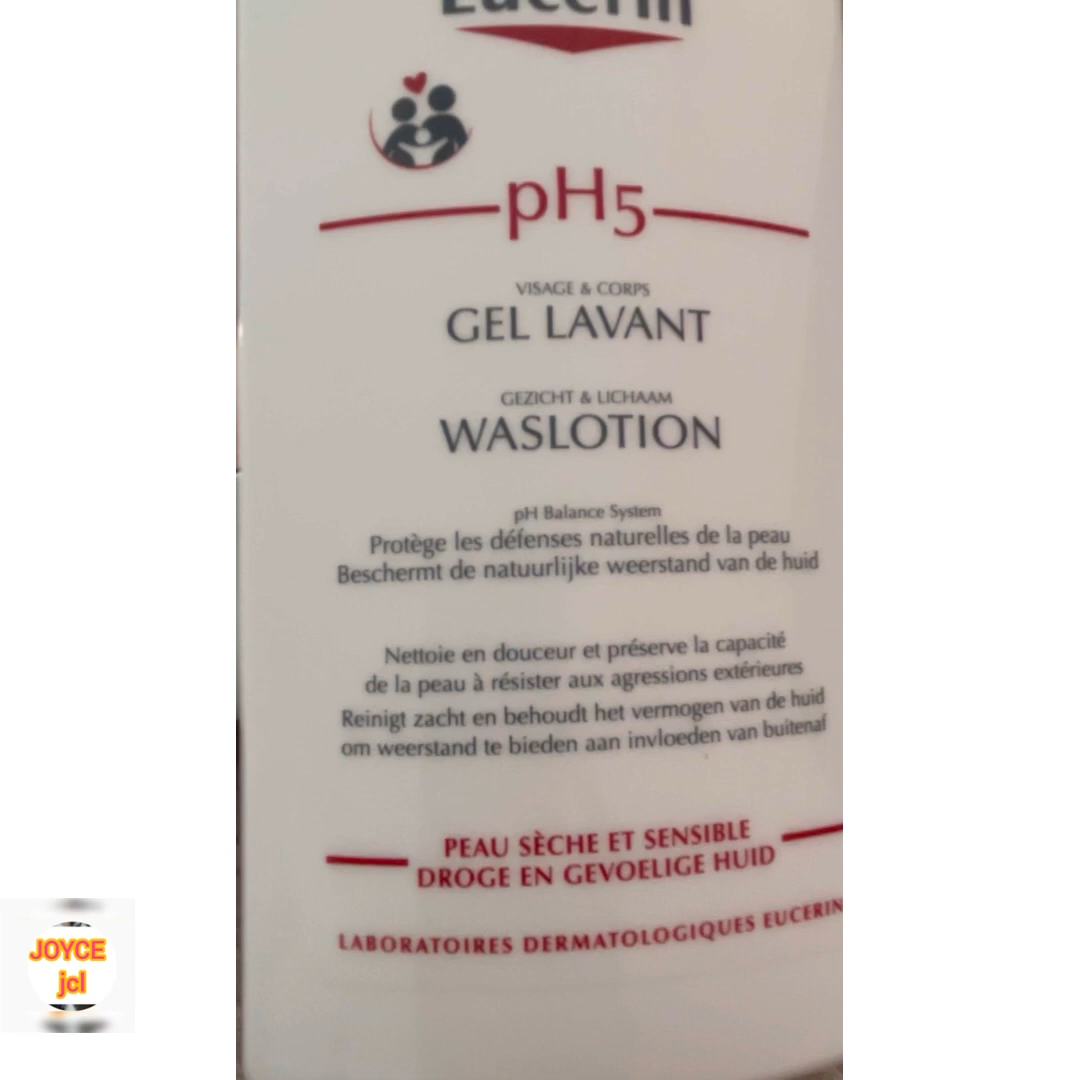 Eucerin
pH5
VISAGE & CORPS
GEL LAVANT
GEZICHT & LICHAAM
WASLOTION
pH Balance System
Protège les défenses naturelles de la peau
Beschermt de natuurlijke weerstand van de huid
Nettoie en douceur et préserve la capacité
de la peau à résister aux agressions extérieures
Reinigt zacht en behoudt het vermogen van de huid
om weerstand te bieden aan invloeden van buitenaf
PEAU SÈCHE ET SENSIBLE
DROGE EN GEVOELIGE HUID
LABORATOIRES DERMATOLOGIQUES EUCERIN
JOYCE
jcl